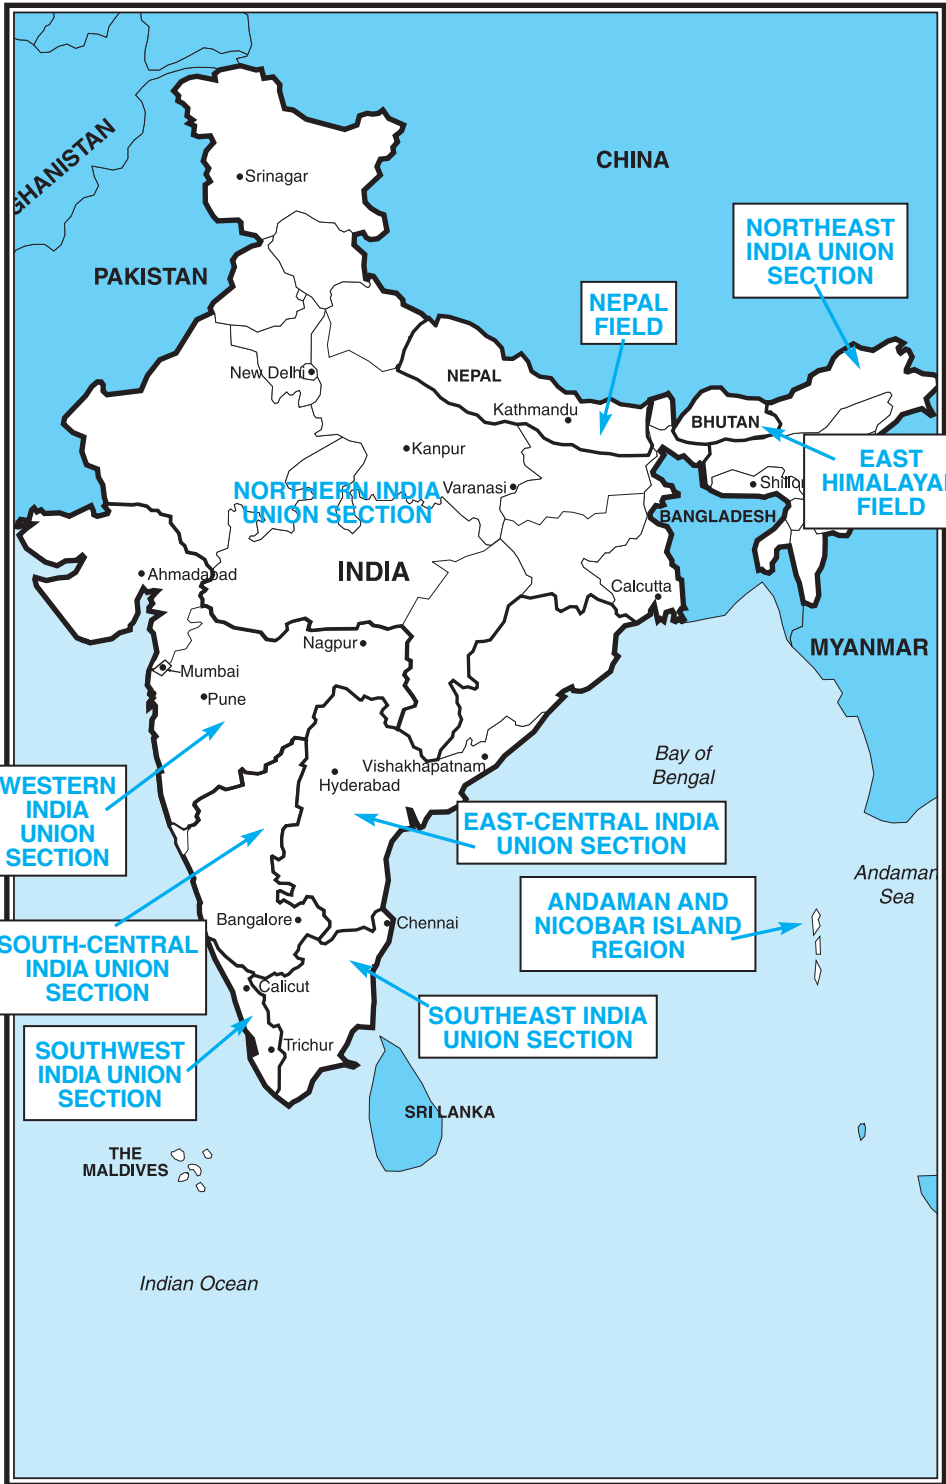 GHANISTAN
CHINA
Srinagar
PAKISTAN
NORTHEAST
INDIA UNION
SECTION
NEPAL
FIELD
New Delhi
NEPAL
Kathmandu
BHUTAN
Kanpur
EAST
HIMALAYAN
FIELD
Varanasi
Shillon
NORTHERN INDIA
UNION SECTION
BANGLADESH
INDIA
Ahmadabad
Calcutta
Nagpur
MYANMAR
Mumbai
Pune
Bay of
Bengal
Vishakhapatnam
Hyderabad
WESTERN
INDIA
UNION
SECTION
EAST-CENTRAL INDIA
UNION SECTION
Andaman
Sea
ANDAMAN AND
NICOBAR ISLAND
REGION
Bangalore
Chennai
SOUTH-CENTRAL
INDIA UNION
SECTION
Calicut
SOUTHEAST INDIA
UNION SECTION
SOUTHWEST
INDIA UNION
SECTION
Trichur
SRI LANKA
THE
MALDIVES
Indian Ocean